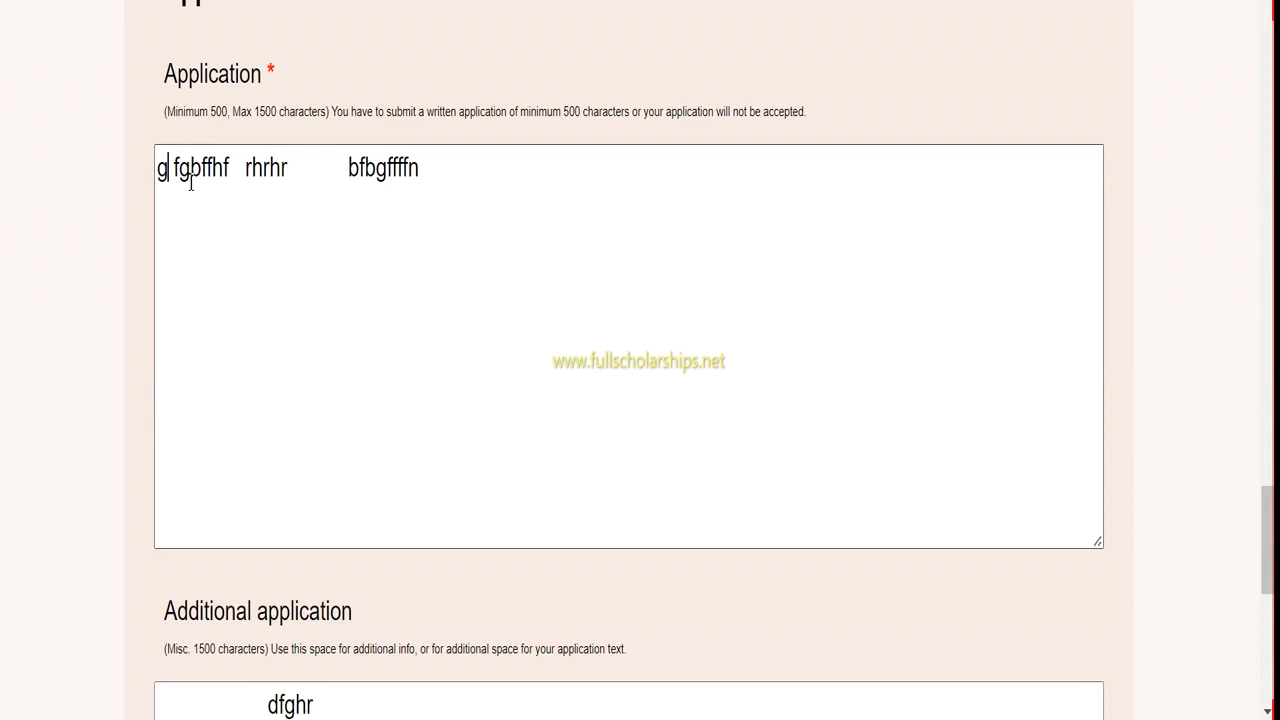 Application *
(Minimum 500, Max 1500 characters) You have to submit a written application of minimum 500 characters or your application will not be accepted.
g fgbffhf rhrhr bfbgffffn
www.fullscholarships.net
Additional application
(Misc. 1500 characters) Use this space for additional info, or for additional space for your application text.
dfghr